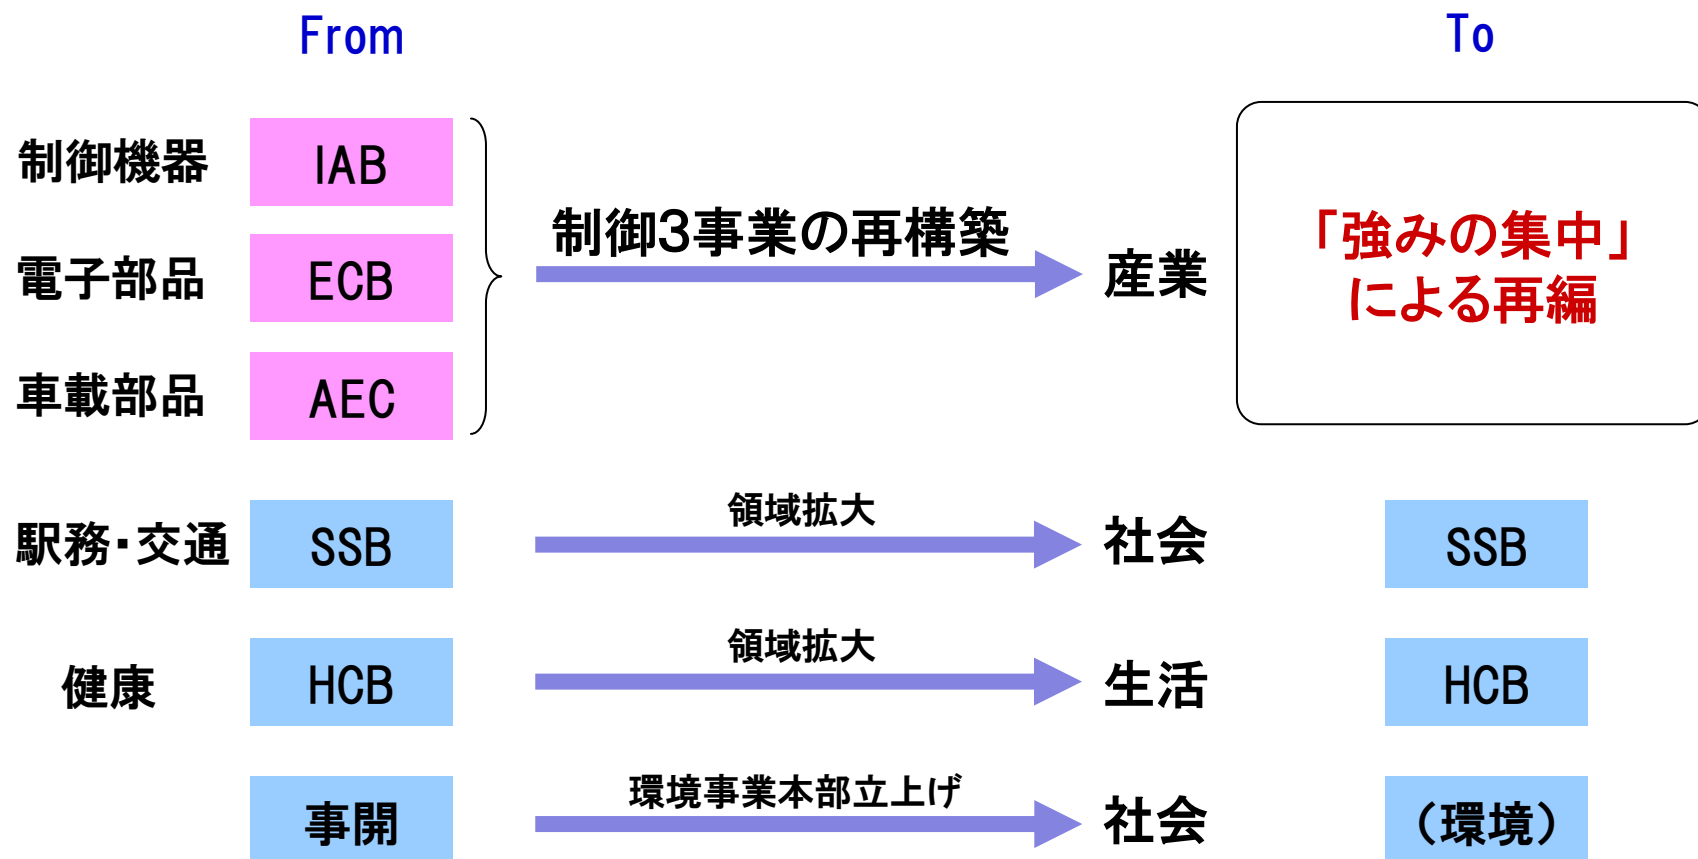 From
To
制御機器
IAB
制御3事業の再構築
産業
「強みの集中」
による再編
電子部品
ECB
車載部品
AEC
駅務・交通
SSB
領域拡大
社会
SSB
健康
HCB
領域拡大
生活
HCB
事開
環境事業本部立上げ
社会
(環境)